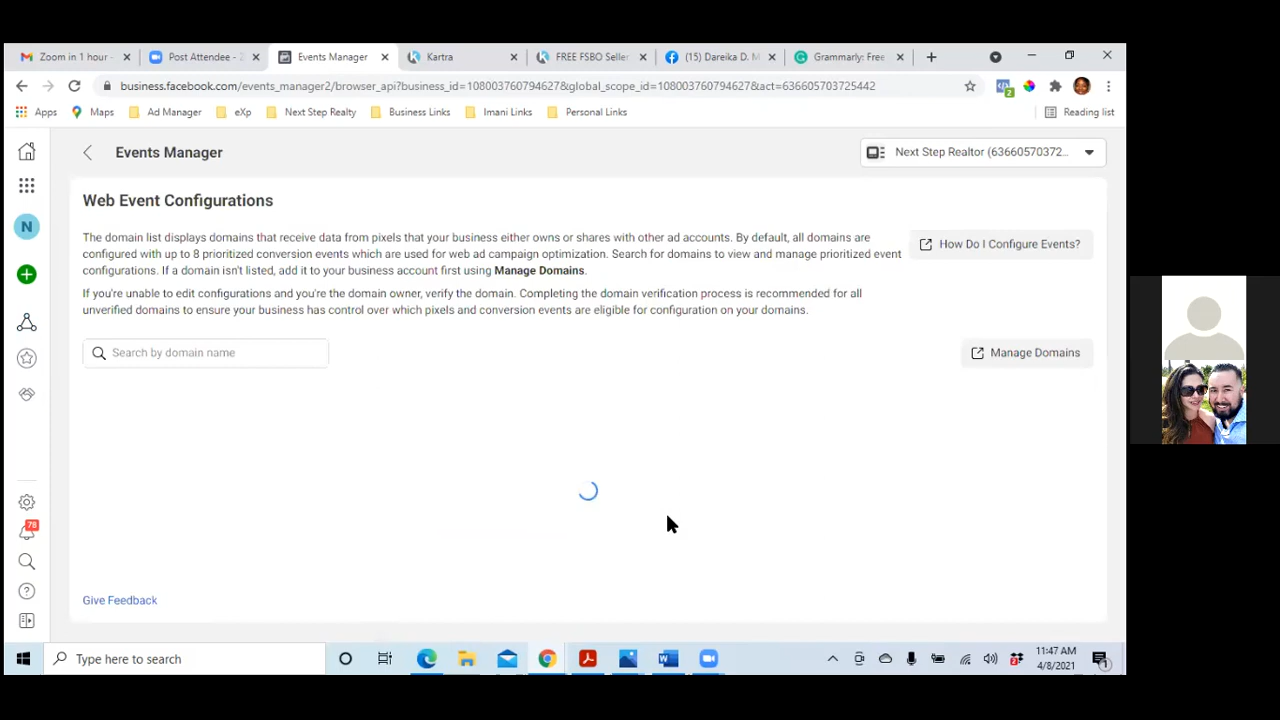 Zoom in 1 hour -
Post Attendee - 2
Events Manager
Kartra
FREE FSBO Seller
(15) Dareika D. M
Grammarly: Free
business.facebook.com/events_manager2/browser_api?business_id=108003760794627&global_scope_id=108003760794627&act=636605703725442
2
Apps
Maps
Ad Manager
eXp
Next Step Realty
Business Links
Imani Links
Personal Links
Reading list
Events Manager
Next Step Realtor (63660570372...
N
Web Event Configurations
The domain list displays domains that receive data from pixels that your business either owns or shares with other ad accounts. By default, all domains are
configured with up to 8 prioritized conversion events which are used for web ad campaign optimization. Search for domains to view and manage prioritized event
configurations. If a domain isn't listed, add it to your business account first using Manage Domains.
How Do I Configure Events?
If you're unable to edit configurations and you're the domain owner, verify the domain. Completing the domain verification process is recommended for all
unverified domains to ensure your business has control over which pixels and conversion events are eligible for configuration on your domains.
Search by domain name
Manage Domains
78
Give Feedback
Type here to search
11:47 AM
4/8/2021
1